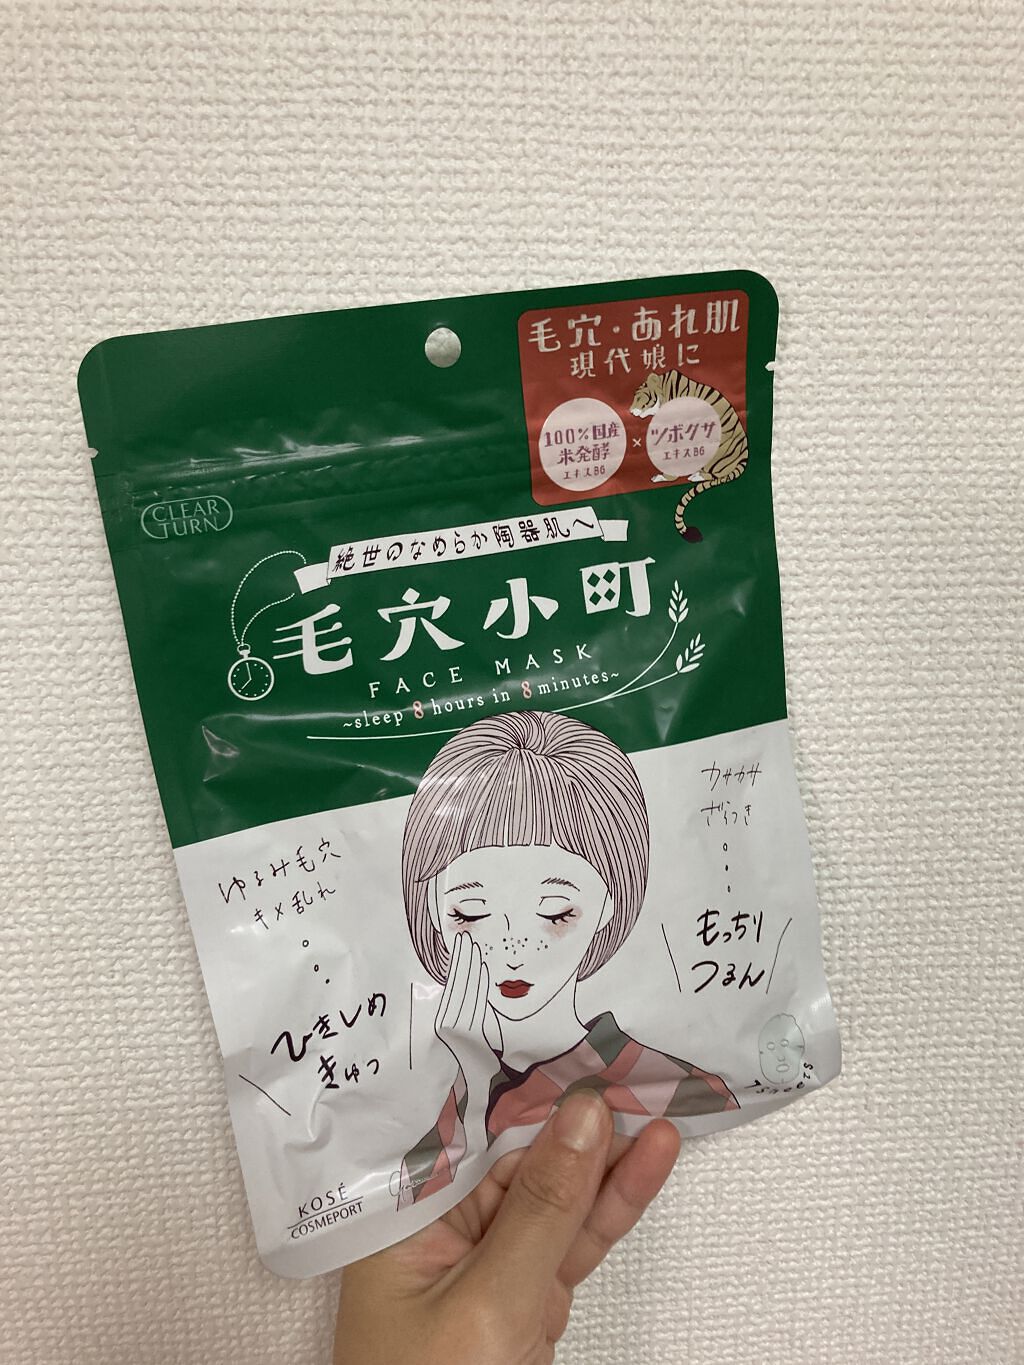 毛穴・あれ肌
現代娘に
100%国産
米発酵
エキスBG
×
ツボクサ
エキスBG
CLEAR
TURN
絶世のなめらか陶器肌へ
毛穴小町
FACE MASK
~sleep 8 hours in 8 minutes~
ゆるみ毛穴
キメ乱れ
ひきしめ
きゅっ
カサカサ
ざらつき
もっちり
つるん
7sheets
KOSÉ
COSMEPORT